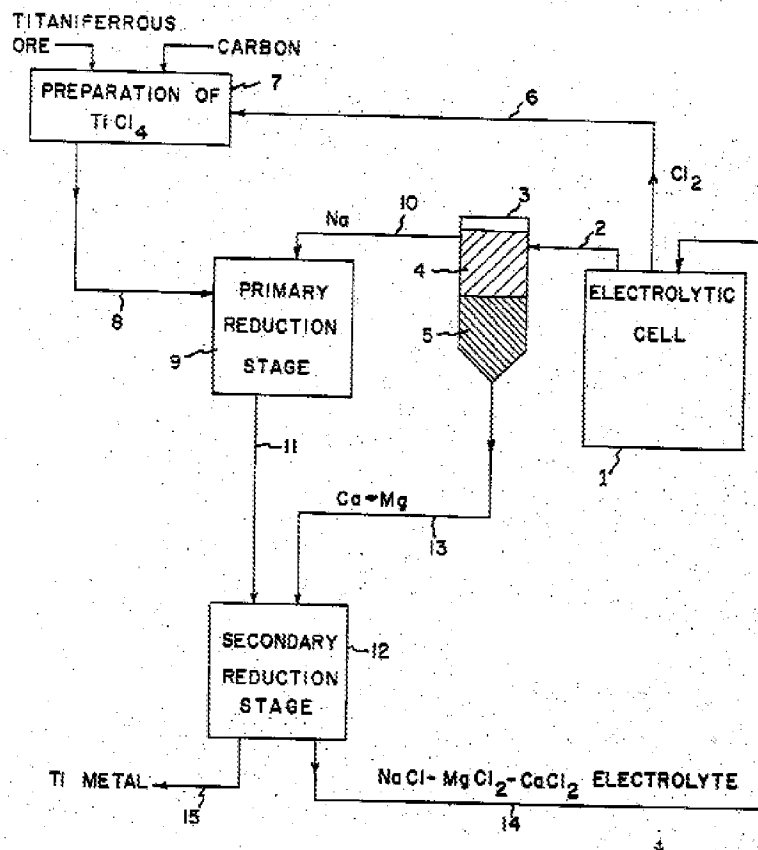 TITANIFERROUS
ORE
CARBON
7
PREPARATION OF
TiCl4
6
Cl2
3
10
2
Na
4
ELECTROLYTIC
CELL
PRIMARY
REDUCTION
STAGE
8
9
5
11
1
Ca-Mg
13
SECONDARY
REDUCTION
STAGE
12
TI METAL
15
NaCl-MgCl2-CaCl2 ELECTROLYTE
14